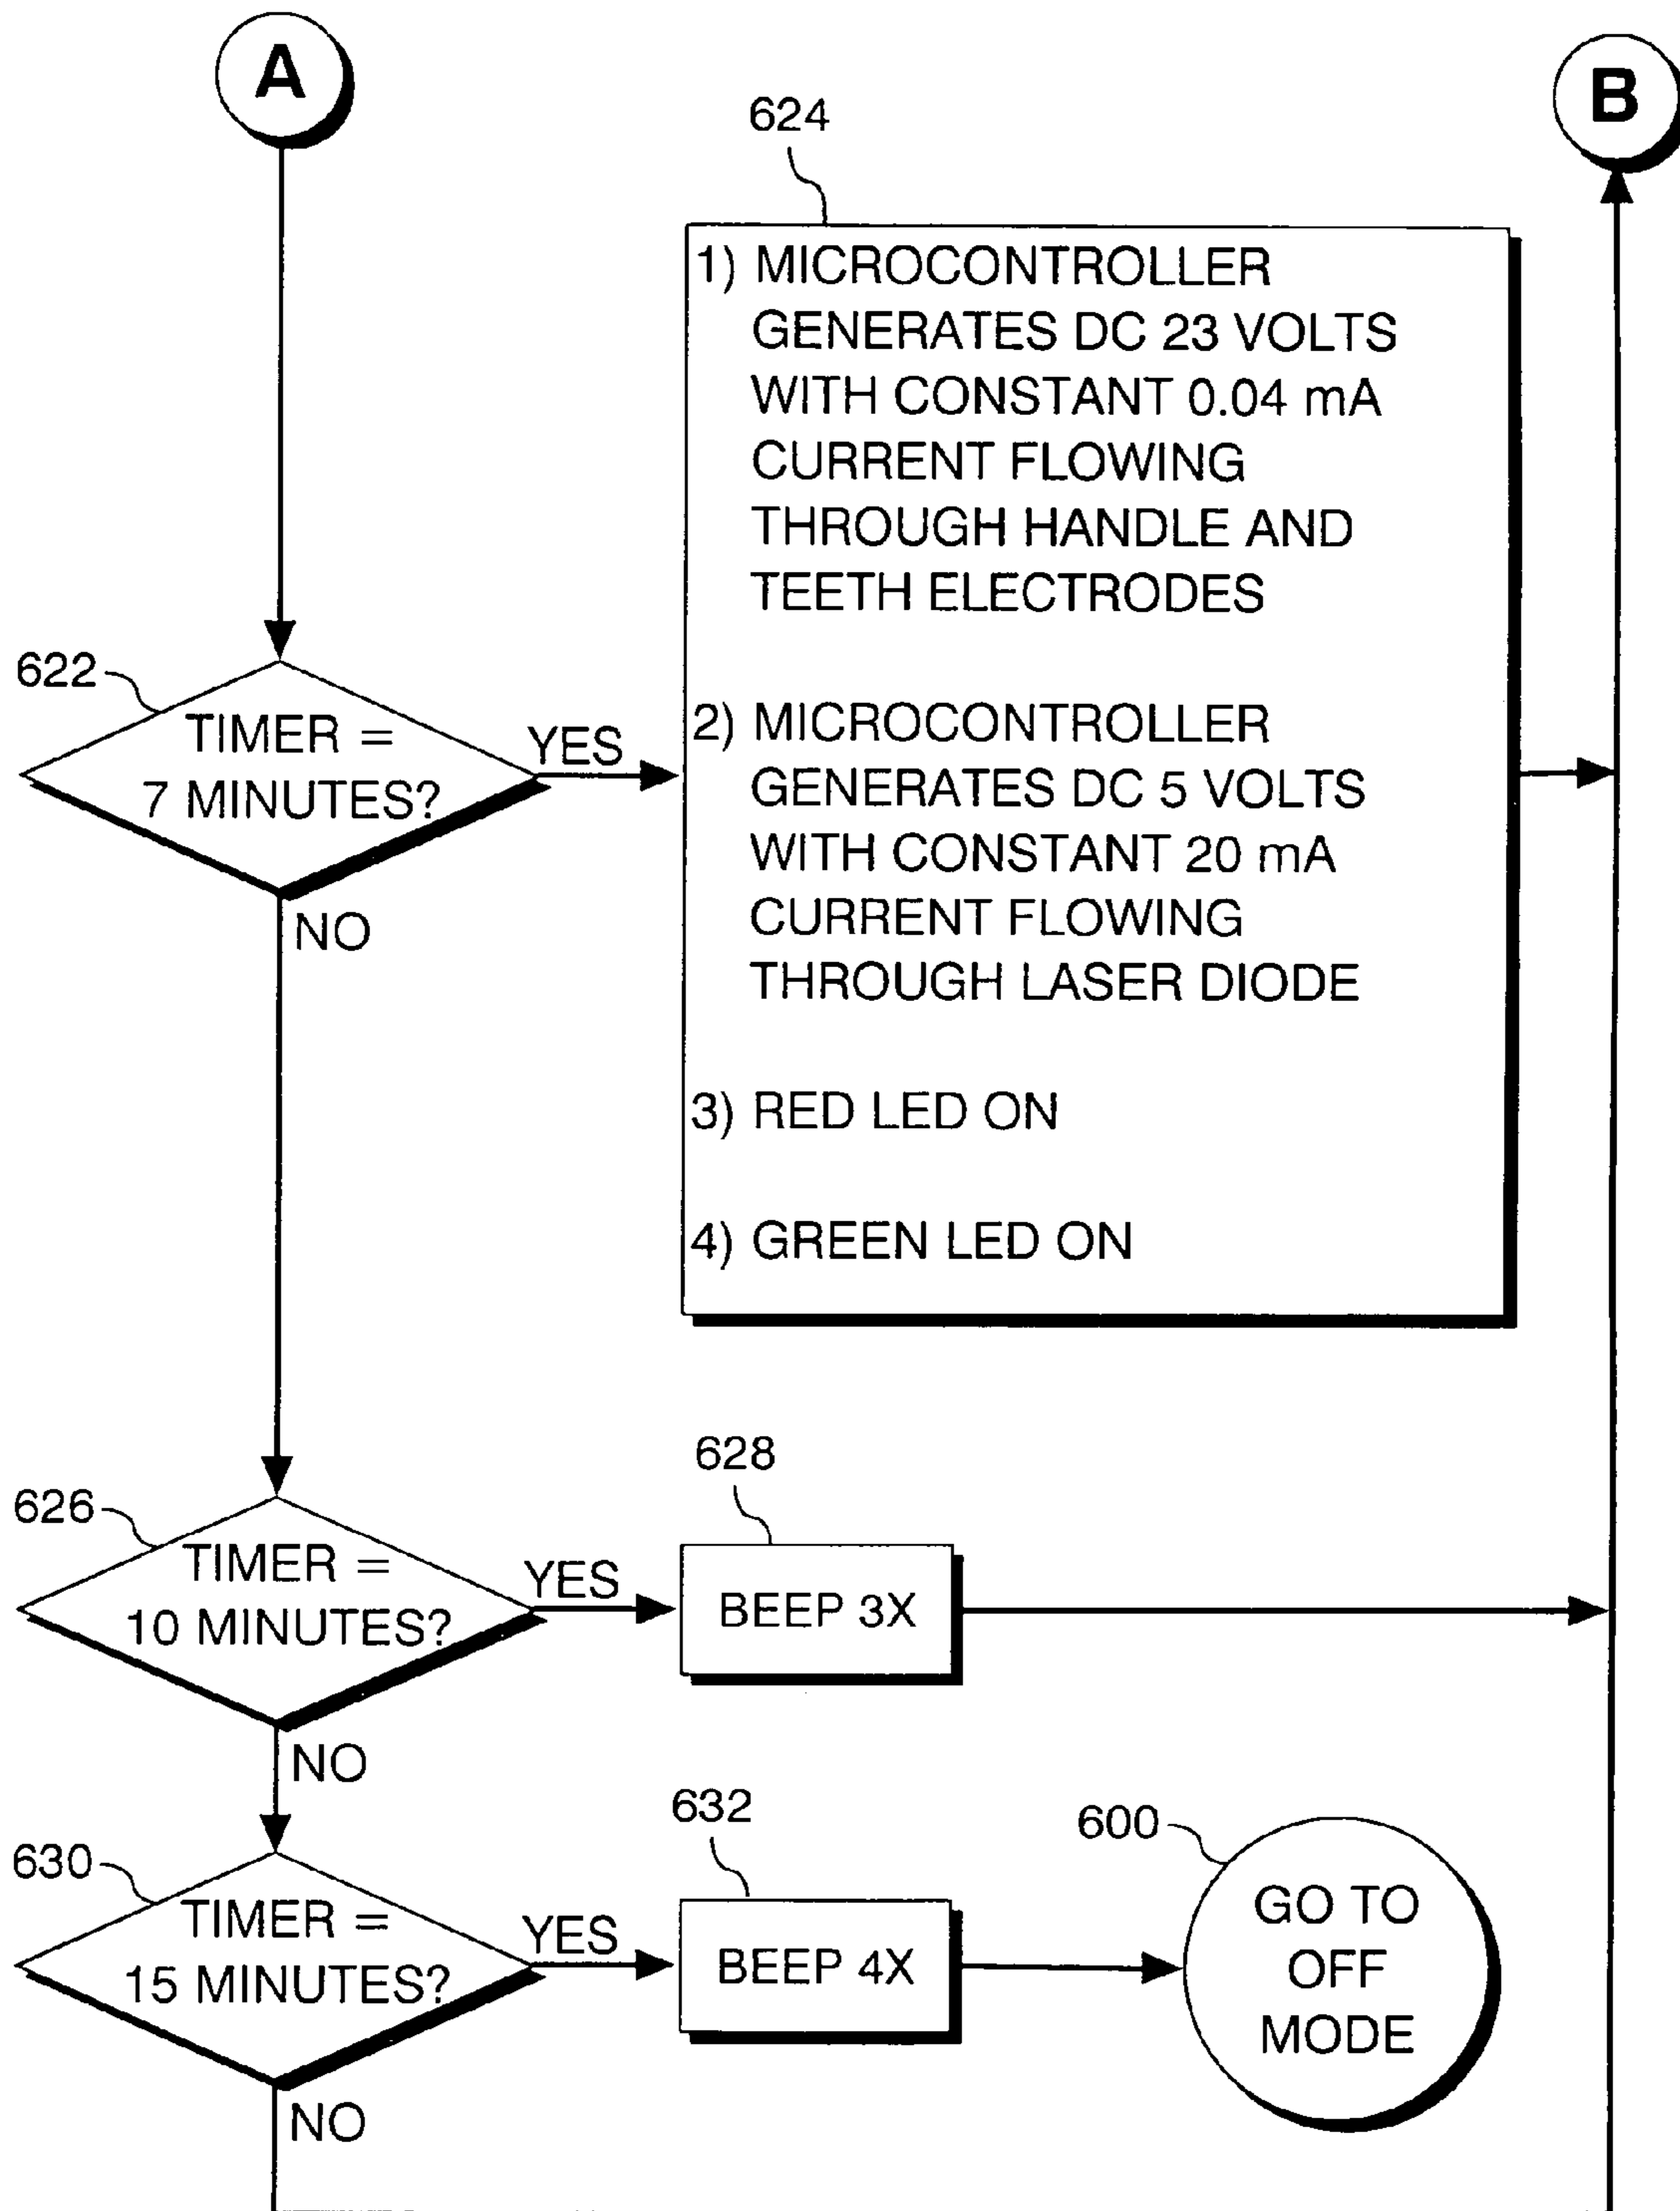 A
B
624
1) MICROCONTROLLER
GENERATES DC 23 VOLTS
WITH CONSTANT 0.04 mA
CURRENT FLOWING
THROUGH HANDLE AND
TEETH ELECTRODES
622
TIMER =
7 MINUTES?
YES
NO
2) MICROCONTROLLER
GENERATES DC 5 VOLTS
WITH CONSTANT 20 mA
CURRENT FLOWING
THROUGH LASER DIODE
3) RED LED ON
4) GREEN LED ON
626
TIMER =
10 MINUTES?
YES
NO
628
BEEP 3X
630
TIMER =
15 MINUTES?
YES
NO
632
BEEP 4X
600
GO TO
OFF
MODE